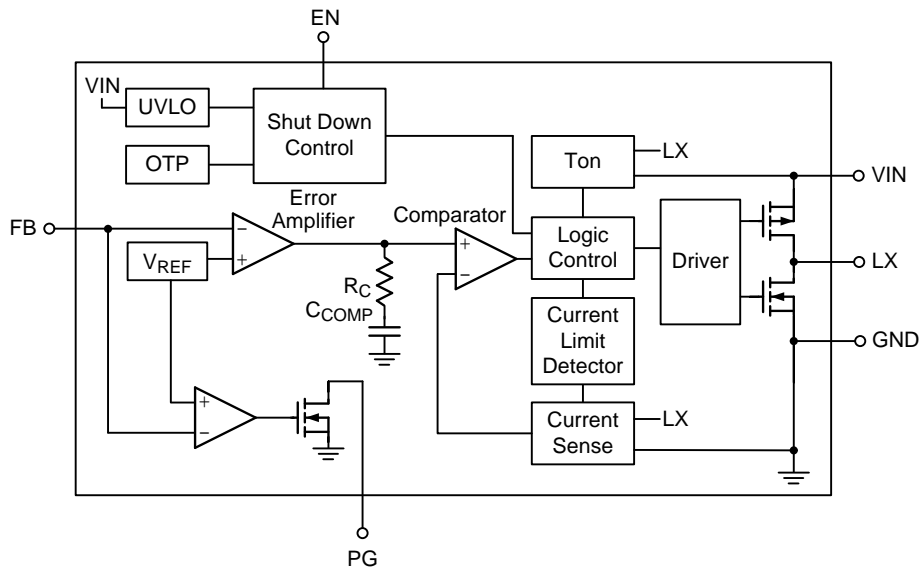 EN
VIN
UVLO
OTP
Shut Down
Control
Ton
LX
VIN
FB
Error
Amplifier
Comparator
−
+
V_REF
+
−
Logic
Control
Driver
LX
R_C
C_COMP
Current
Limit
Detector
GND
+
−
Current
Sense
LX
PG